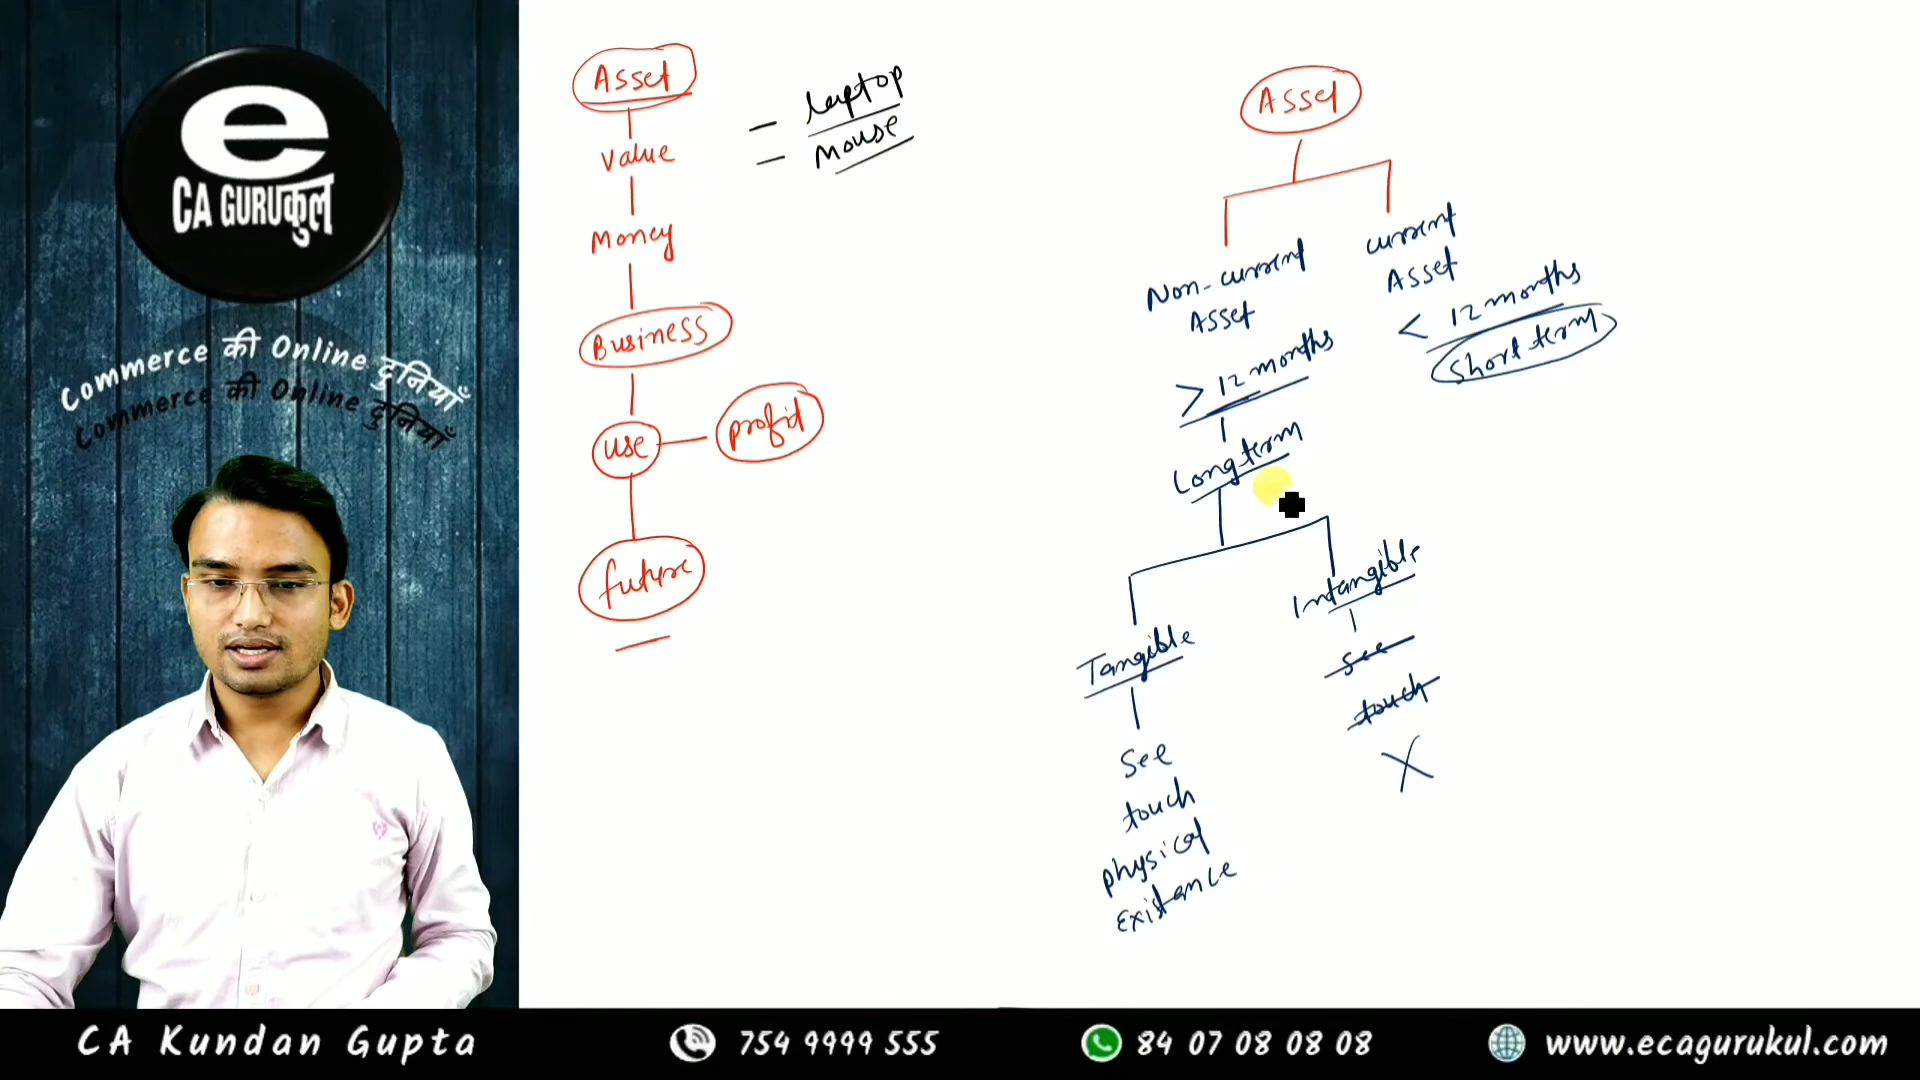 e
CA GURUकुल
Commerce की Online दुनियाँ
Commerce की Online दुनियाँ
Asset
Value
Money
Business
use
profit
future
- Laptop
- Mouse
Asset
Non-current
Asset
> 12 months
Long term
current
Asset
< 12 months
Short term
Tangible
See
touch
physical
Existance
Intangible
see
touch
X
CA Kundan Gupta
754 9999 555
84 07 08 08 08
www.ecagurukul.com